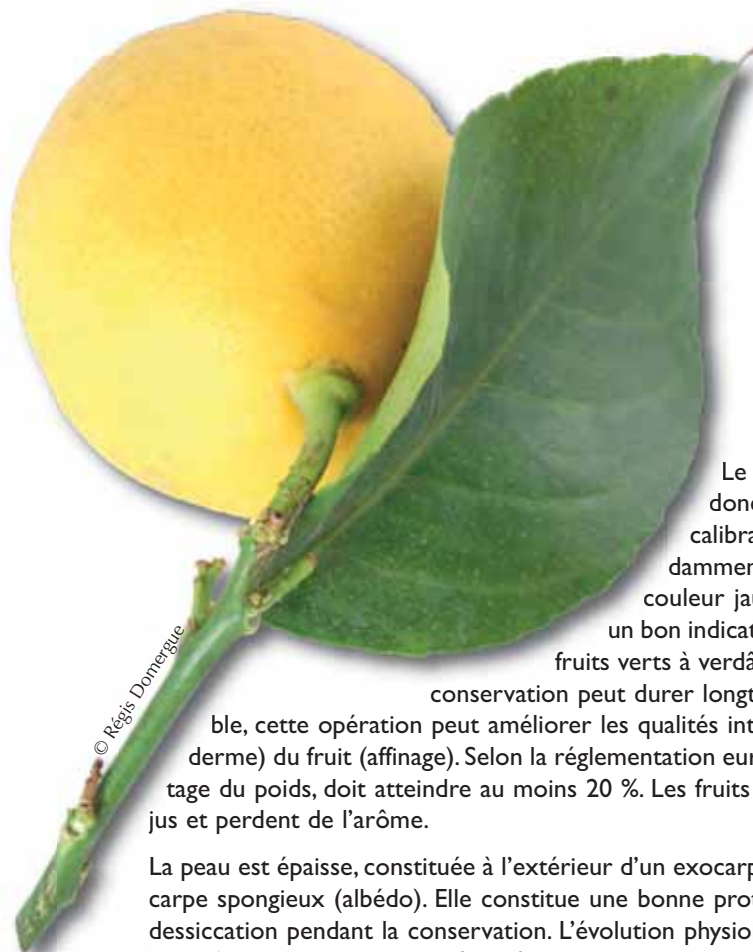 Le
donc
calibra
damment
couleur jau
un bon indicat
fruits verts à verdâ
conservation peut durer longt
ble, cette opération peut améliorer les qualités int
derme) du fruit (affinage). Selon la réglementation eur
tage du poids, doit atteindre au moins 20 %. Les fruits
jus et perdent de l’arôme.
La peau est épaisse, constituée à l’extérieur d’un exocarp
carpe spongieux (albédo). Elle constitue une bonne prot
dessiccation pendant la conservation. L’évolution physio
© Régis Domergue